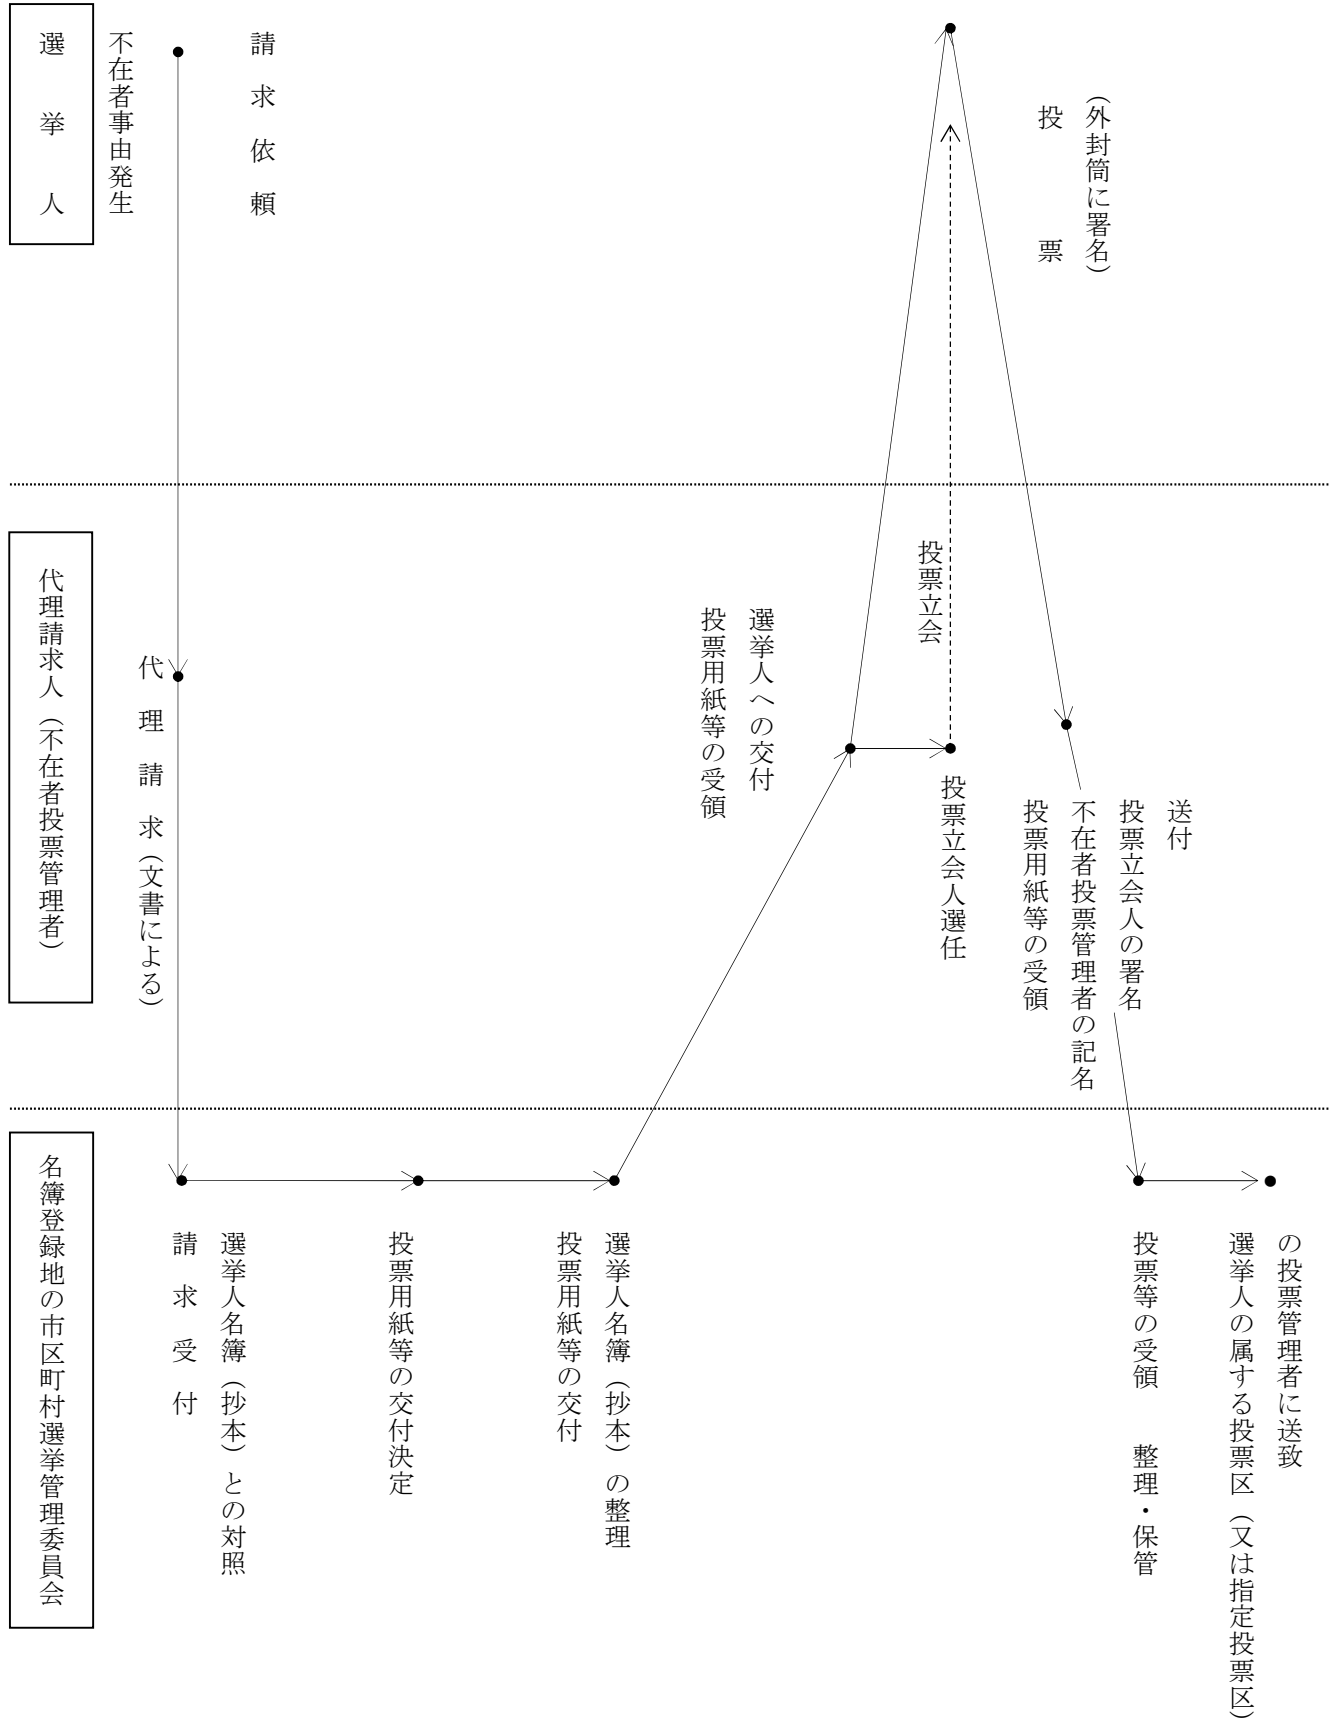 選挙人
不在者事由発生
請求依頼
投票
（外封筒に署名）
代理請求人（不在者投票管理者）
代理請求（文書による）
投票用紙等の受領
選挙人への交付
投票立会
投票立会人選任
投票用紙等の受領
不在者投票管理者の記名
投票立会人の署名
送付
名簿登録地の市区町村選挙管理委員会
請求受付
選挙人名簿（抄本）との対照
投票用紙等の交付決定
投票用紙等の交付
選挙人名簿（抄本）の整理
投票等の受領　整理・保管
選挙人の属する投票区（又は指定投票区）
の投票管理者に送致